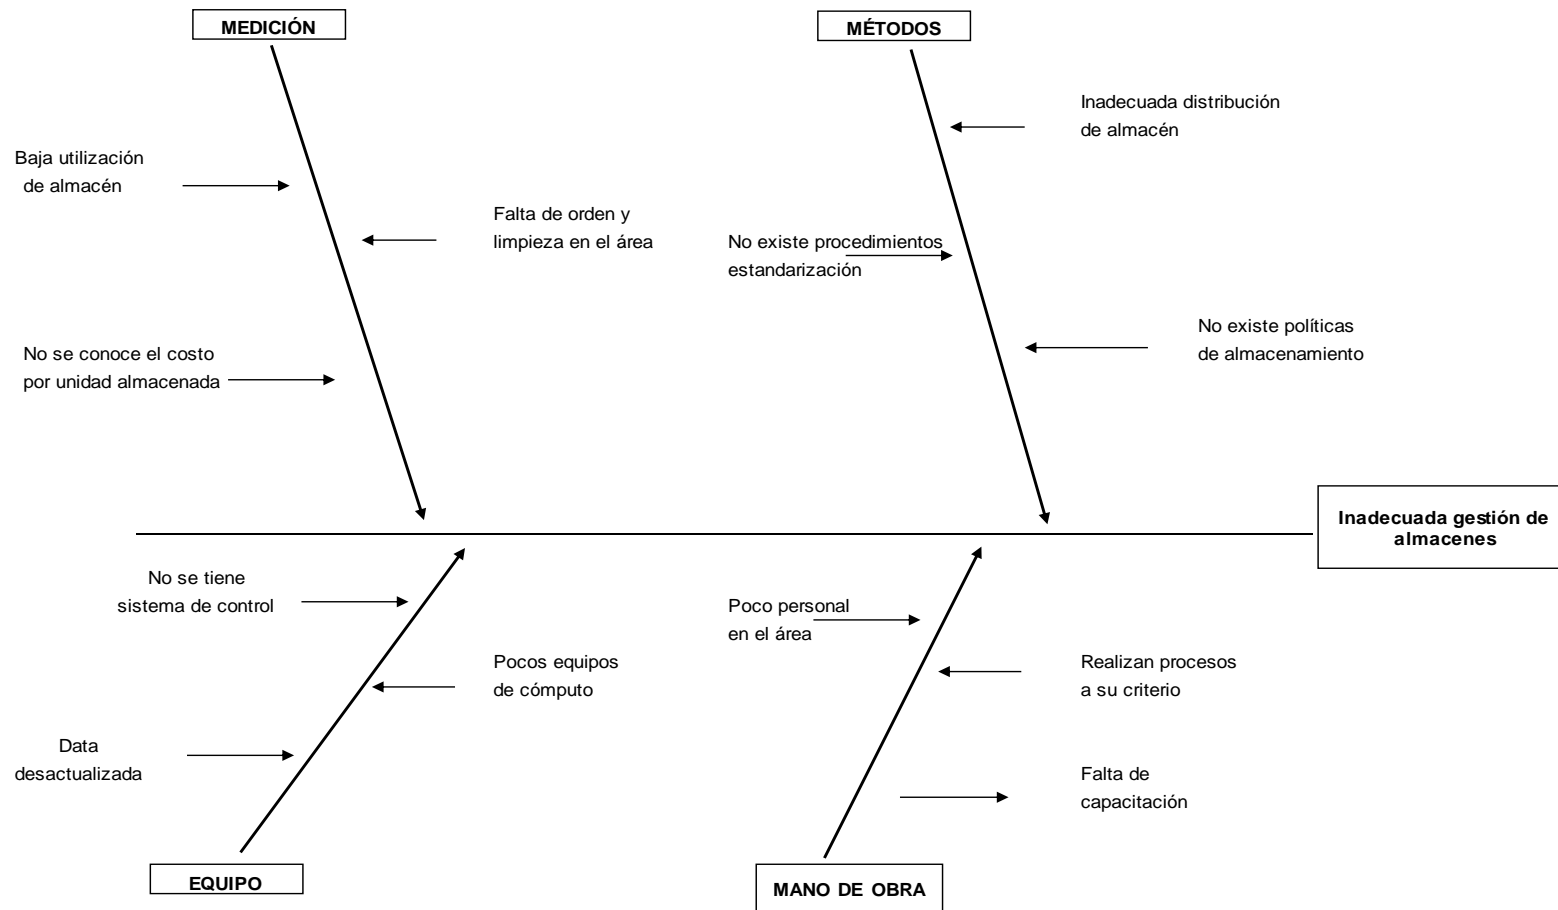 MEDICIÓN
MÉTODOS
Inadecuada distribución
de almacén
Baja utilización
de almacén
Falta de orden y
limpieza en el área
No existe procedimientos
estandarización
No existe políticas
de almacenamiento
No se conoce el costo
por unidad almacenada
Inadecuada gestión de
almacenes
No se tiene
sistema de control
Poco personal
en el área
Pocos equipos
de cómputo
Realizan procesos
a su criterio
Data
desactualizada
Falta de
capacitación
EQUIPO
MANO DE OBRA